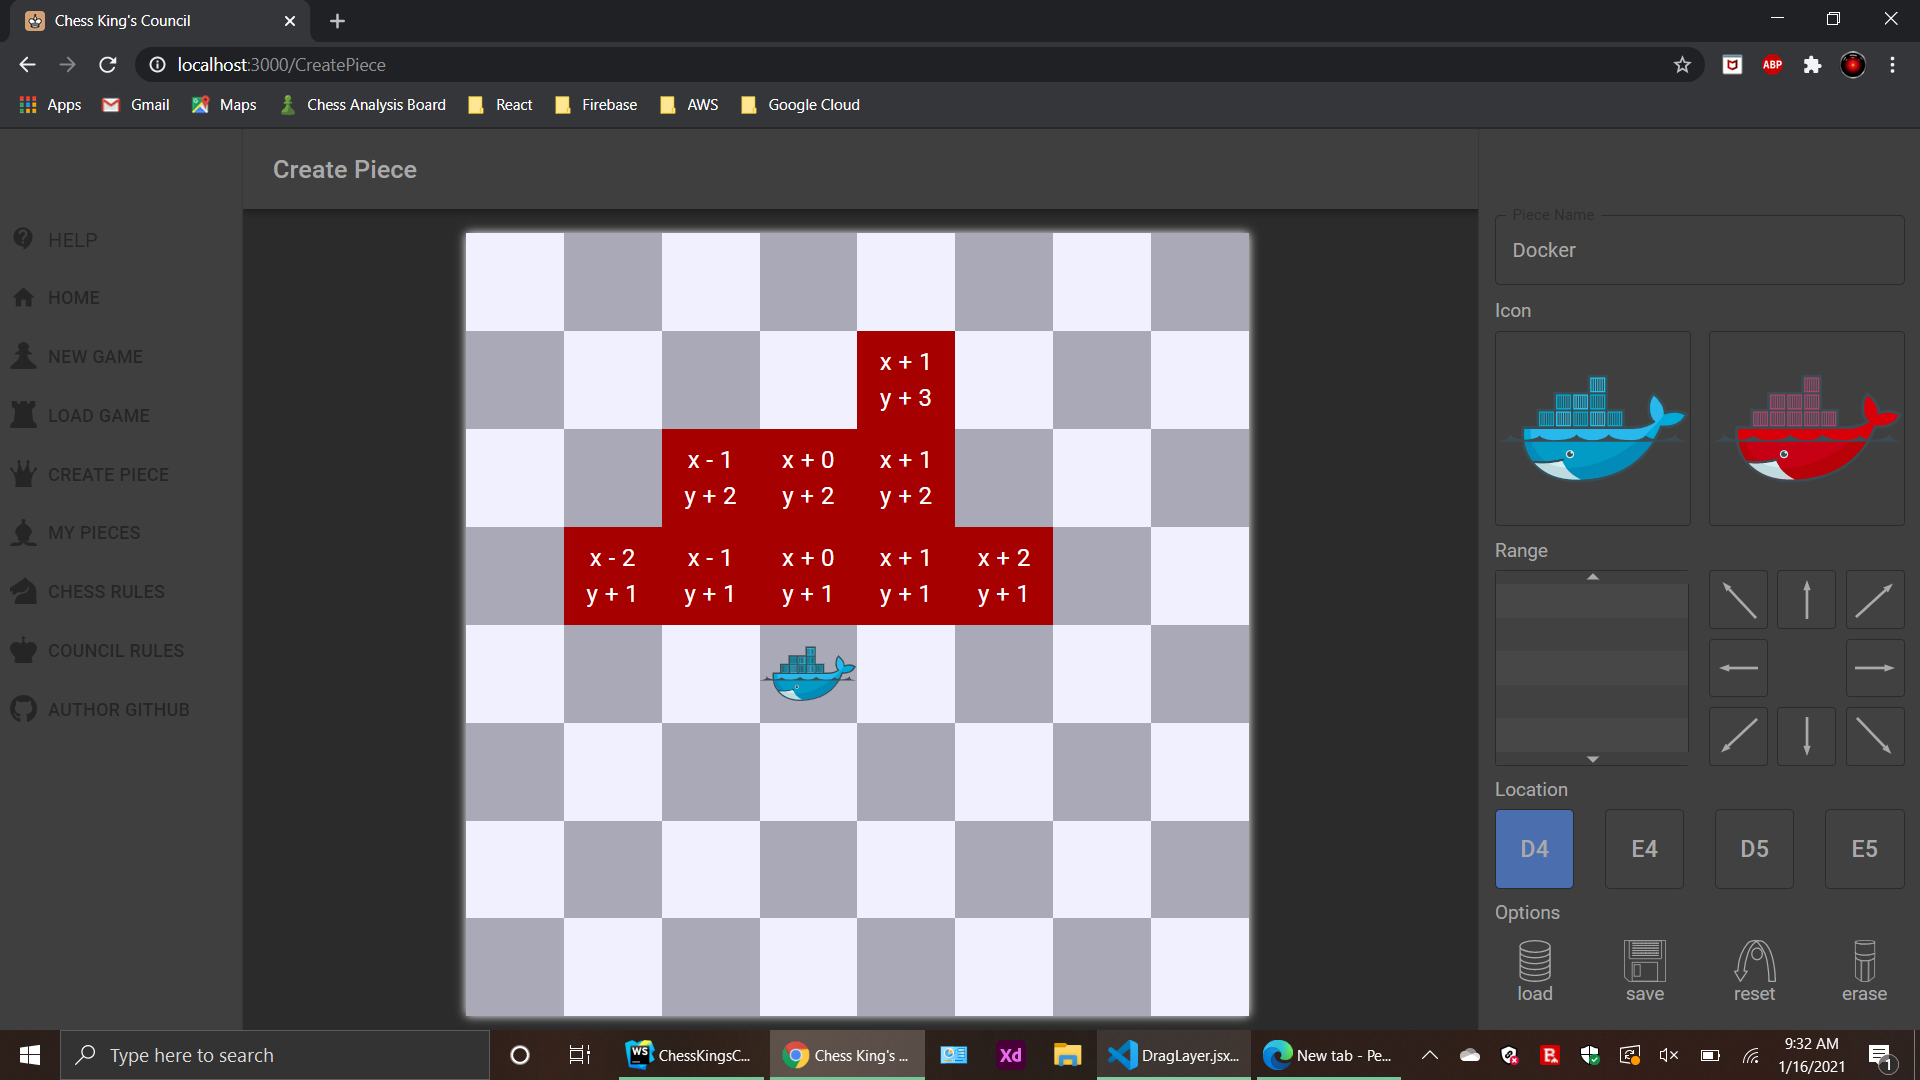 Chess King's Council
localhost:3000/CreatePiece
ABP
Apps
Gmail
Maps
Chess Analysis Board
React
Firebase
AWS
Google Cloud
Create Piece
HELP
HOME
NEW GAME
LOAD GAME
CREATE PIECE
MY PIECES
CHESS RULES
COUNCIL RULES
AUTHOR GITHUB
x + 1
y + 3
x - 1
y + 2
x + 0
y + 2
x + 1
y + 2
x - 2
y + 1
x - 1
y + 1
x + 0
y + 1
x + 1
y + 1
x + 2
y + 1
Piece Name
Docker
Icon
Range
Location
D4
E4
D5
E5
Options
load
save
reset
erase
Type here to search
WS
ChessKingsC...
Chess King's ...
Xd
DragLayer.jsx...
New tab - Pe...
9:32 AM
1/16/2021
1